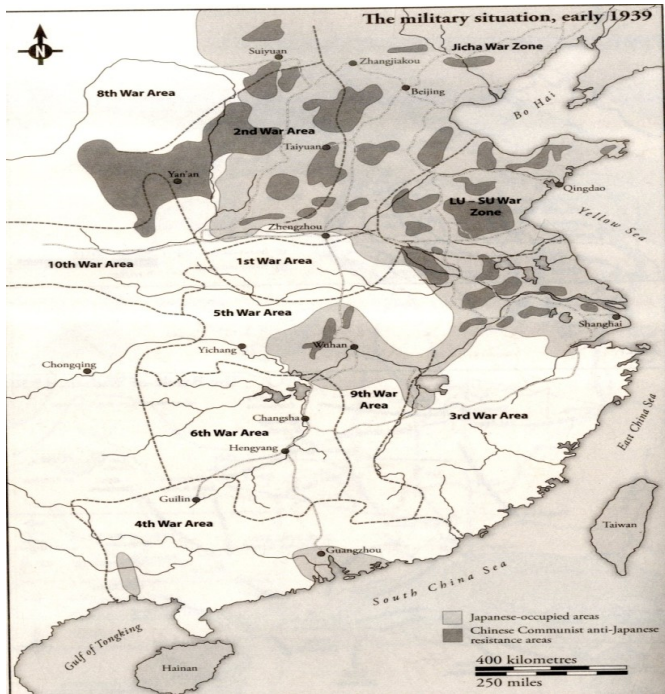 The military situation, early 1939
N
Suiyuan
Zhangjiakou
Jicha War Zone
Beijing
8th War Area
Bo Hai
2nd War Area
Taiyuan
Yan'an
Qingdao
LU – SU War
Zone
Yellow Sea
Zhengzhou
10th War Area
1st War Area
5th War Area
Shanghai
Yichang
Wuhan
Chongqing
9th War
Area
3rd War Area
East China Sea
Changsha
6th War Area
Hengyang
Guilin
4th War Area
Taiwan
Guangzhou
South China Sea
Japanese-occupied areas
Chinese Communist anti-Japanese
resistance areas
Gulf of Tongking
Hainan
400 kilometres
250 miles